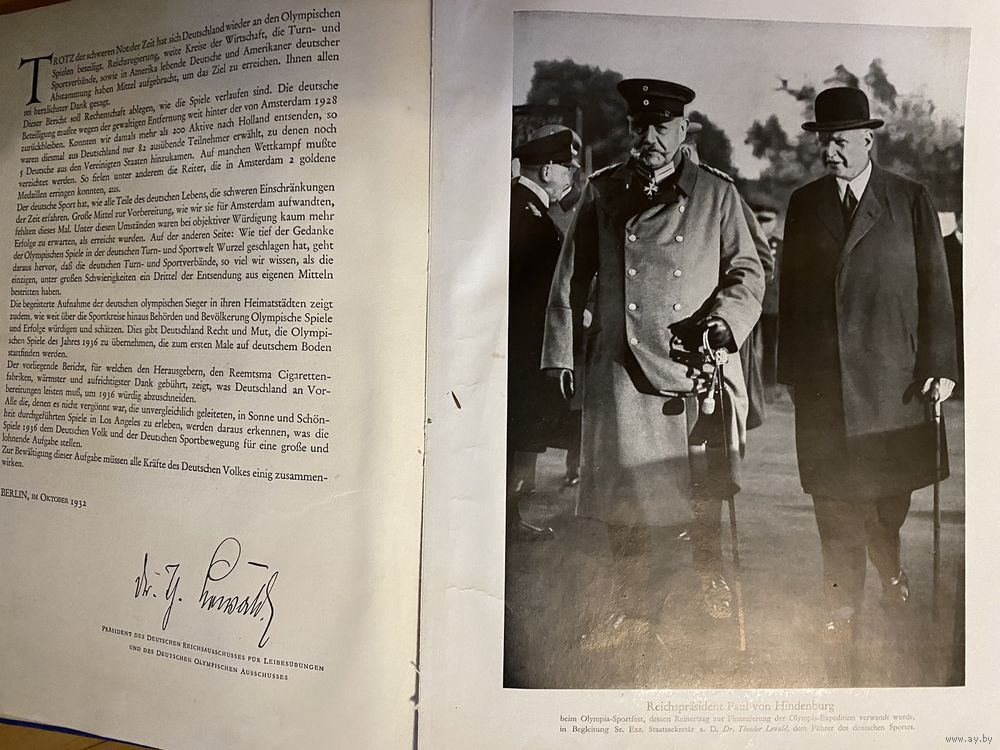 TROTZ der schweren Not der Zeit hat sich Deutschland wieder an den Olympischen
Spielen beteiligt. Reichsregierung, weite Kreise der Wirtschaft, die Turn- und
Sportverbände, sowie in Amerika lebende Deutsche und Amerikaner deutscher
Abstammung haben Mittel aufgebracht, um das Ziel zu erreichen. Ihnen allen
sei herzlichster Dank gesagt.
Dieser Bericht soll Rechenschaft ablegen, wie die Spiele verlaufen sind. Die deutsche
Beteiligung mußte wegen der gewaltigen Entfernung weit hinter der von Amsterdam 1928
zurückbleiben. Konnten wir damals mehr als 200 Aktive nach Holland entsenden, so
waren diesmal aus Deutschland nur 82 ausübende Teilnehmer erwählt, zu denen noch
5 Deutsche aus den Vereinigten Staaten hinzukamen. Auf manchen Wettkampf mußte
verzichtet werden. So fielen unter anderem die Reiter, die in Amsterdam 2 goldene
Medaillen erringen konnten, aus.
Der deutsche Sport hat, wie alle Teile des deutschen Lebens, die schweren Einschränkungen
der Zeit erfahren. Große Mittel zur Vorbereitung, wie wir sie für Amsterdam aufwandten,
fehlten dieses Mal. Unter diesen Umständen waren bei objektiver Würdigung kaum mehr
Erfolge zu erwarten, als erreicht wurden. Auf der anderen Seite: Wie tief der Gedanke
der Olympischen Spiele in der deutschen Turn- und Sportwelt Wurzel geschlagen hat, geht
daraus hervor, daß die deutschen Turn- und Sportverbände, so viel wir wissen, als die
einzigen, unter großen Schwierigkeiten ein Drittel der Entsendung aus eigenen Mitteln
bestritten haben.
Die begeisterte Aufnahme der deutschen olympischen Sieger in ihren Heimatstädten zeigt
zudem, wie weit über die Sportkreise hinaus Behörden und Bevölkerung Olympische Spiele
und Erfolge würdigen und schätzen. Dies gibt Deutschland Recht und Mut, die Olympi-
schen Spiele des Jahres 1936 zu übernehmen, die zum ersten Male auf deutschem Boden
stattfinden werden.
Der vorliegende Bericht, für welchen den Herausgebern, den Reemtsma Cigaretten-
fabriken, wärmster und aufrichtigster Dank gebührt, zeigt, was Deutschland an Vor-
bereitungen leisten muß, um 1936 würdig abzuschneiden.
Alle die, denen es nicht vergönnt war, die unvergleichlich geleiteten, in Sonne und Schön-
heit durchgeführten Spiele in Los Angeles zu erleben, werden daraus erkennen, was die
Spiele 1936 dem Deutschen Volk und der Deutschen Sportbewegung für eine große und
lohnende Aufgabe stellen.
Zur Bewältigung dieser Aufgabe müssen alle Kräfte des Deutschen Volkes einig zusammen-
wirken.
BERLIN, IM OKTOBER 1932
Dr. Th. Lewald
PRÄSIDENT DES DEUTSCHEN REICHSAUSSCHUSSES FÜR LEIBESÜBUNGEN
UND DES DEUTSCHEN OLYMPISCHEN AUSSCHUSSES
Reichspräsident Paul von Hindenburg
beim Olympia-Sportfest, dessen Reinertrag zur Finanzierung der Olympia-Expedition verwandt wurde,
in Begleitung Sr. Exz. Staatssekretär a. D. Dr. Theodor Lewald, dem Führer des deutschen Sportes.
www.ay.by